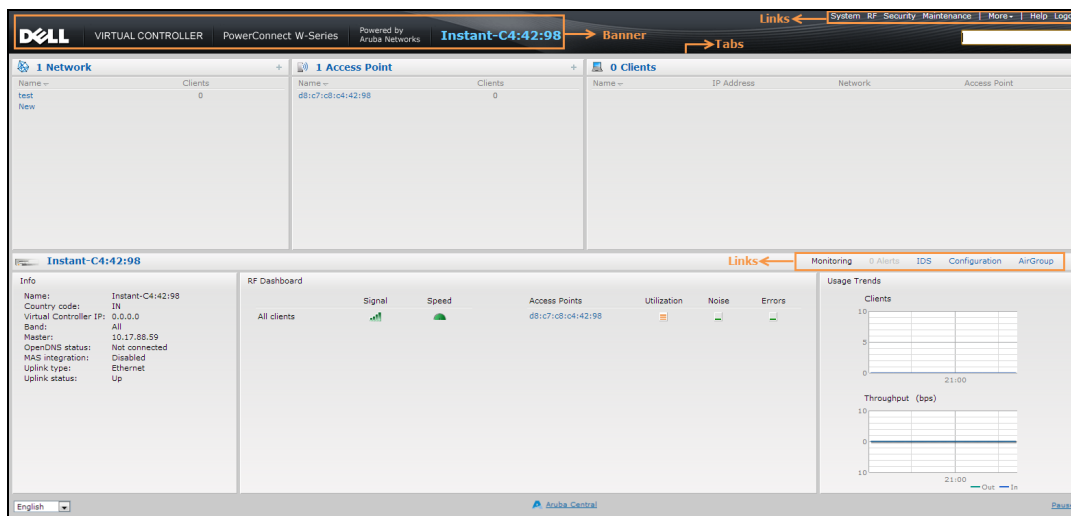 Links
System RF Security Maintenance | More | Help Logo
DELL VIRTUAL CONTROLLER PowerConnect W-Series Powered by Aruba Networks Instant-C4:42:98
Banner
Tabs
1 Network +
Name Clients
test 0
New
1 Access Point +
Name Clients
d8:c7:c8:c4:42:98 0
0 Clients
Name IP Address Network Access Point
Instant-C4:42:98
Links
Monitoring 0 Alerts IDS Configuration AirGroup
Info
Name: Instant-C4:42:98
Country code: IN
Virtual Controller IP: 0.0.0.0
Band: All
Master: 10.17.88.59
OpenDNS status: Not connected
MAS integration: Disabled
Uplink type: Ethernet
Uplink status: Up
RF Dashboard
Signal Speed Access Points Utilization Noise Errors
All clients d8:c7:c8:c4:42:98
Usage Trends
Clients
10
5
0
21:00
Throughput (bps)
10
0
10
21:00
Out In
English
Aruba Central
Pause